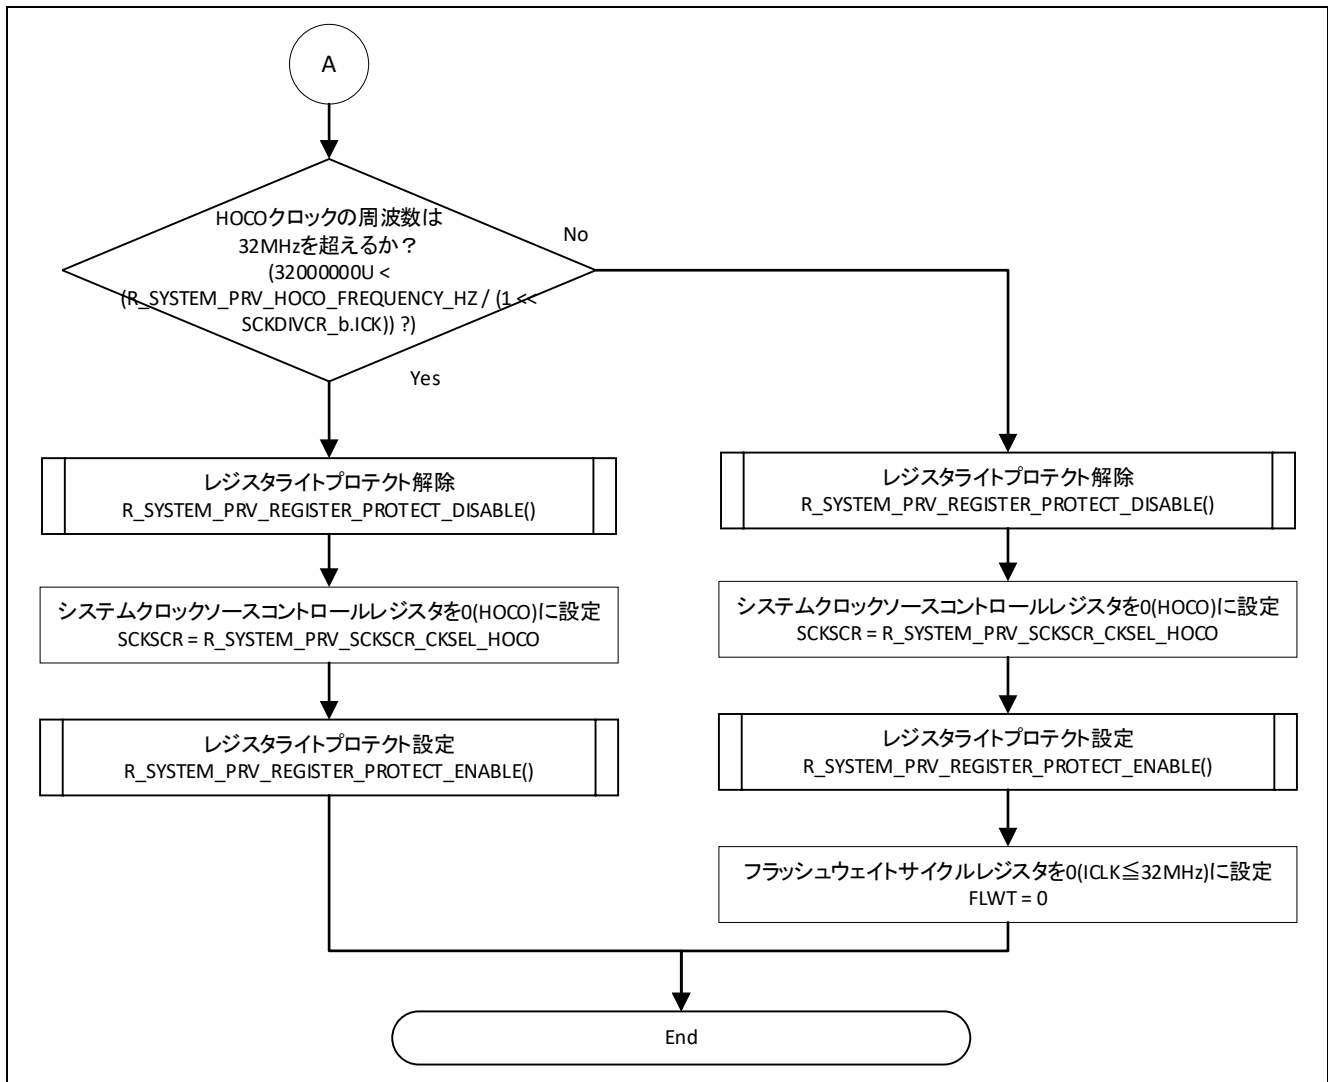 A
HOCOクロックの周波数は
32MHzを超えるか？
(32000000U <
(R_SYSTEM_PRV_HOCO_FREQUENCY_HZ / (1 <<
SCKDIVCR_b.ICK)) ?)
No
Yes
レジスタライトプロテクト解除
R_SYSTEM_PRV_REGISTER_PROTECT_DISABLE()
システムクロックソースコントロールレジスタを0(HOCO)に設定
SCKSCR = R_SYSTEM_PRV_SCKSCR_CKSEL_HOCO
レジスタライトプロテクト設定
R_SYSTEM_PRV_REGISTER_PROTECT_ENABLE()
レジスタライトプロテクト解除
R_SYSTEM_PRV_REGISTER_PROTECT_DISABLE()
システムクロックソースコントロールレジスタを0(HOCO)に設定
SCKSCR = R_SYSTEM_PRV_SCKSCR_CKSEL_HOCO
レジスタライトプロテクト設定
R_SYSTEM_PRV_REGISTER_PROTECT_ENABLE()
フラッシュウェイトサイクルレジスタを0(ICLK≦32MHz)に設定
FLWT = 0
End